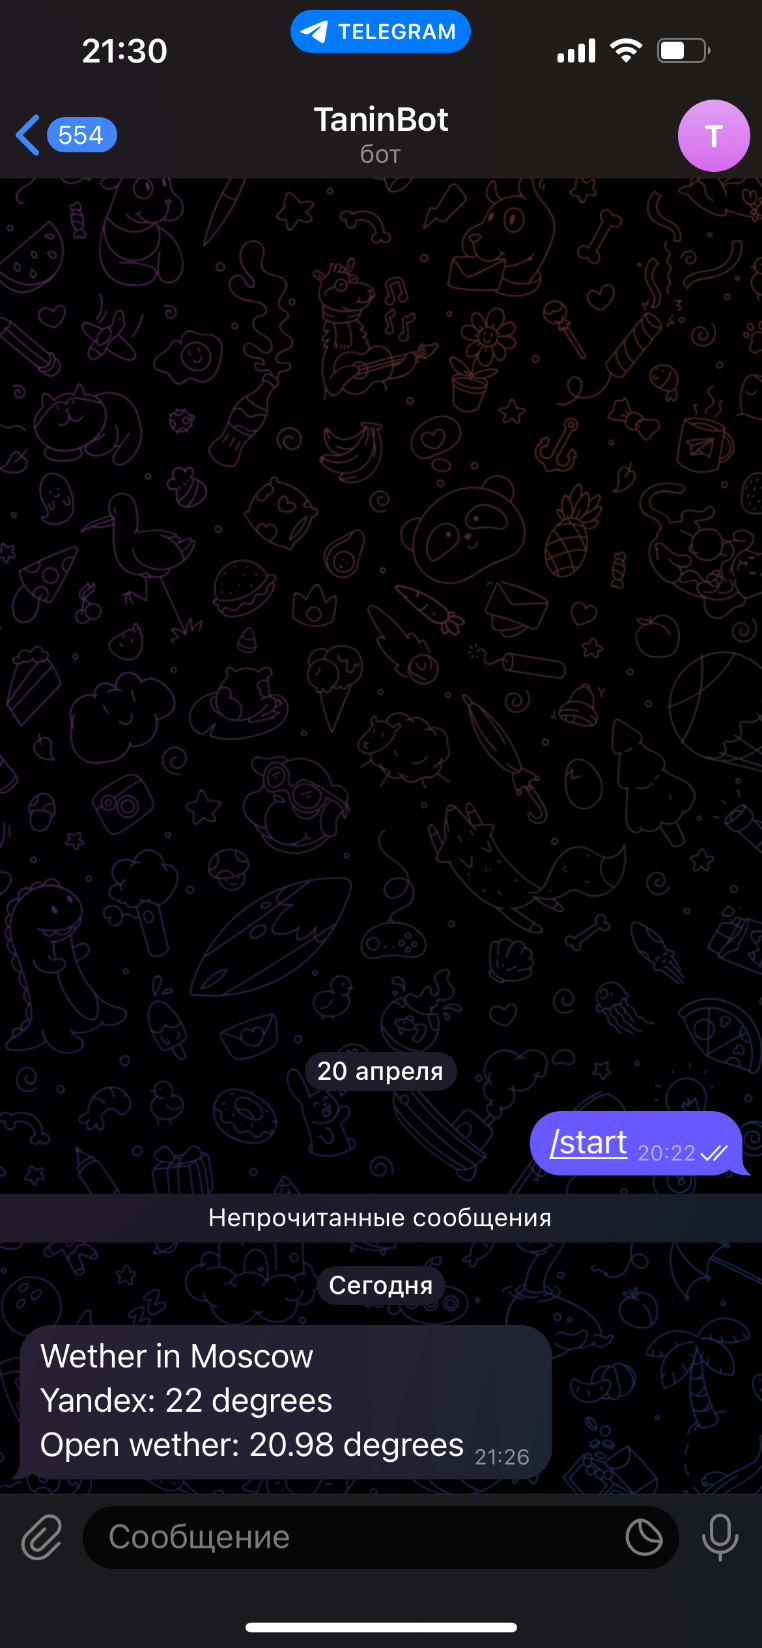 21:30
TELEGRAM
554
TaninBot
бот
T
20 апреля
/start 20:22
Непрочитанные сообщения
Сегодня
Wether in Moscow
Yandex: 22 degrees
Open wether: 20.98 degrees 21:26
Сообщение